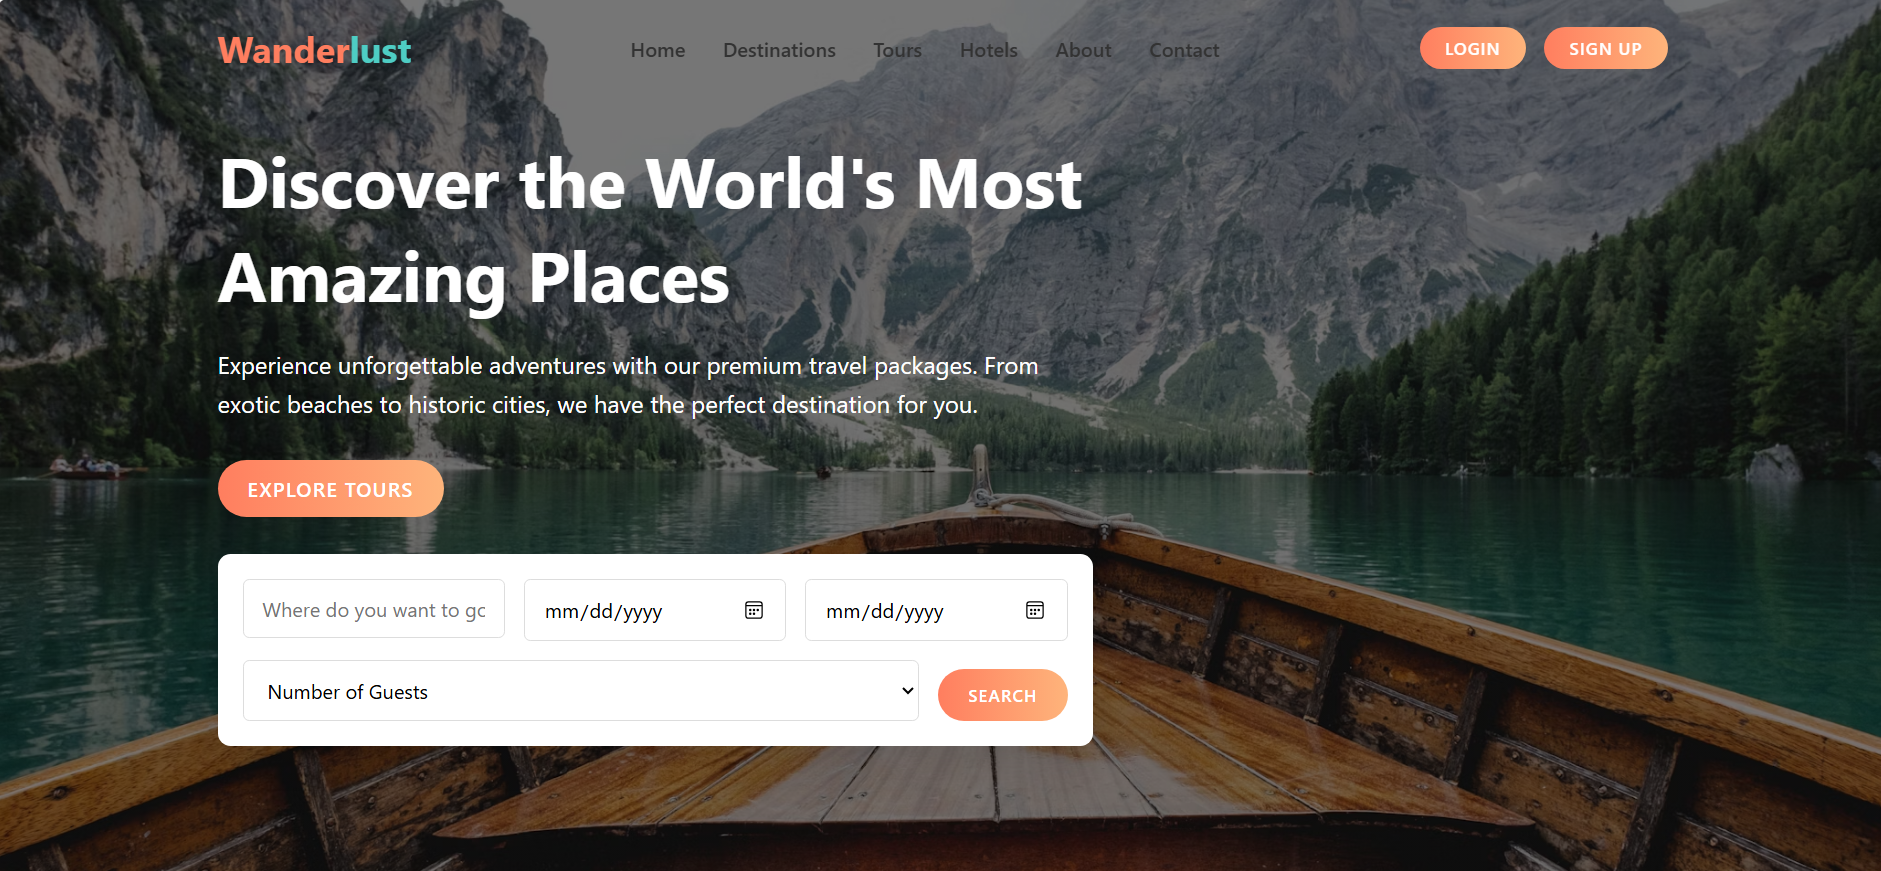 Wanderlust
Home Destinations Tours Hotels About Contact
LOGIN SIGN UP
Discover the World's Most
Amazing Places
Experience unforgettable adventures with our premium travel packages. From
exotic beaches to historic cities, we have the perfect destination for you.
EXPLORE TOURS
Where do you want to gc
mm/dd/yyyy
mm/dd/yyyy
Number of Guests
SEARCH